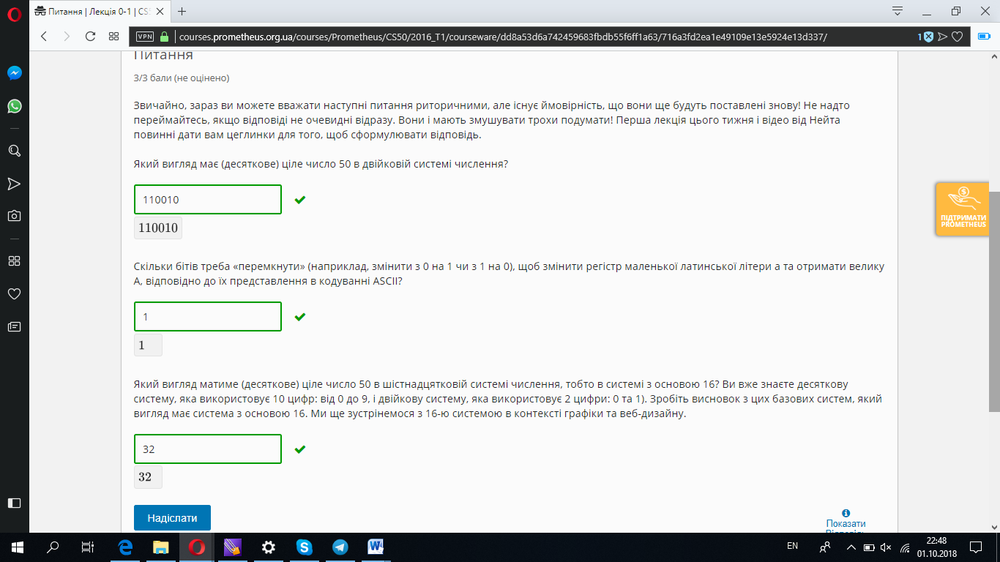 Питання | Лекція 0-1 | CS5
VPN
courses.prometheus.org.ua/courses/Prometheus/CS50/2016_T1/courseware/dd8a53d6a742459683fbdb55f6ff1a63/716a3fd2ea1e49109e13e5924e13d337/
1
Питання
3/3 бали (не оцінено)
Звичайно, зараз ви можете вважати наступні питання риторичними, але існує ймовірність, що вони ще будуть поставлені знову! Не надто
переймайтесь, якщо відповіді не очевидні відразу. Вони і мають змушувати трохи подумати! Перша лекція цього тижня і відео від Нейта
повинні дати вам цеглинки для того, щоб сформулювати відповідь.
Який вигляд має (десяткове) ціле число 50 в двійковій системі числення?
110010
110010
Скільки бітів треба «перемкнути» (наприклад, змінити з 0 на 1 чи з 1 на 0), щоб змінити регістр маленької латинської літери а та отримати велику
А, відповідно до їх представлення в кодуванні ASCII?
1
1
Який вигляд матиме (десяткове) ціле число 50 в шістнадцятковій системі числення, тобто в системі з основою 16? Ви вже знаєте десяткову
систему, яка використовує 10 цифр: від 0 до 9, і двійкову систему, яка використовує 2 цифри: 0 та 1). Зробіть висновок з цих базових систем, який
вигляд має система з основою 16. Ми ще зустрінемося з 16-ю системою в контексті графіки та веб-дизайну.
32
32
Надіслати
Показати
Відповідь
ПІДТРИМАТИ
PROMETHEUS
EN
22:48
01.10.2018